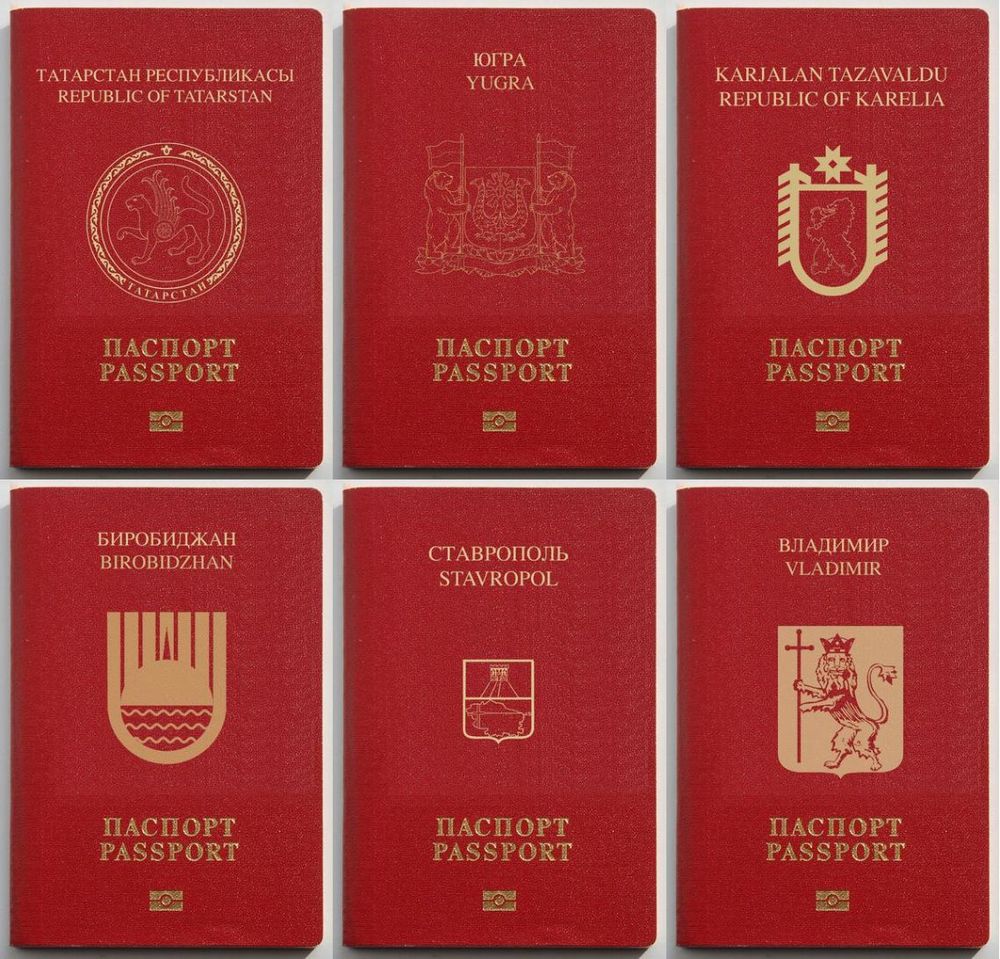 ТАТАРСТАН РЕСПУБЛИКАСЫ
REPUBLIC OF TATARSTAN
ТАТАРСТАН
ПАСПОРТ
PASSPORT
ЮГРА
YUGRA
ПАСПОРТ
PASSPORT
KARJALAN TAZAVALDU
REPUBLIC OF KARELIA
ПАСПОРТ
PASSPORT
БИРОБИДЖАН
BIROBIDZHAN
ПАСПОРТ
PASSPORT
СТАВРОПОЛЬ
STAVROPOL
ПАСПОРТ
PASSPORT
ВЛАДИМИР
VLADIMIR
ПАСПОРТ
PASSPORT